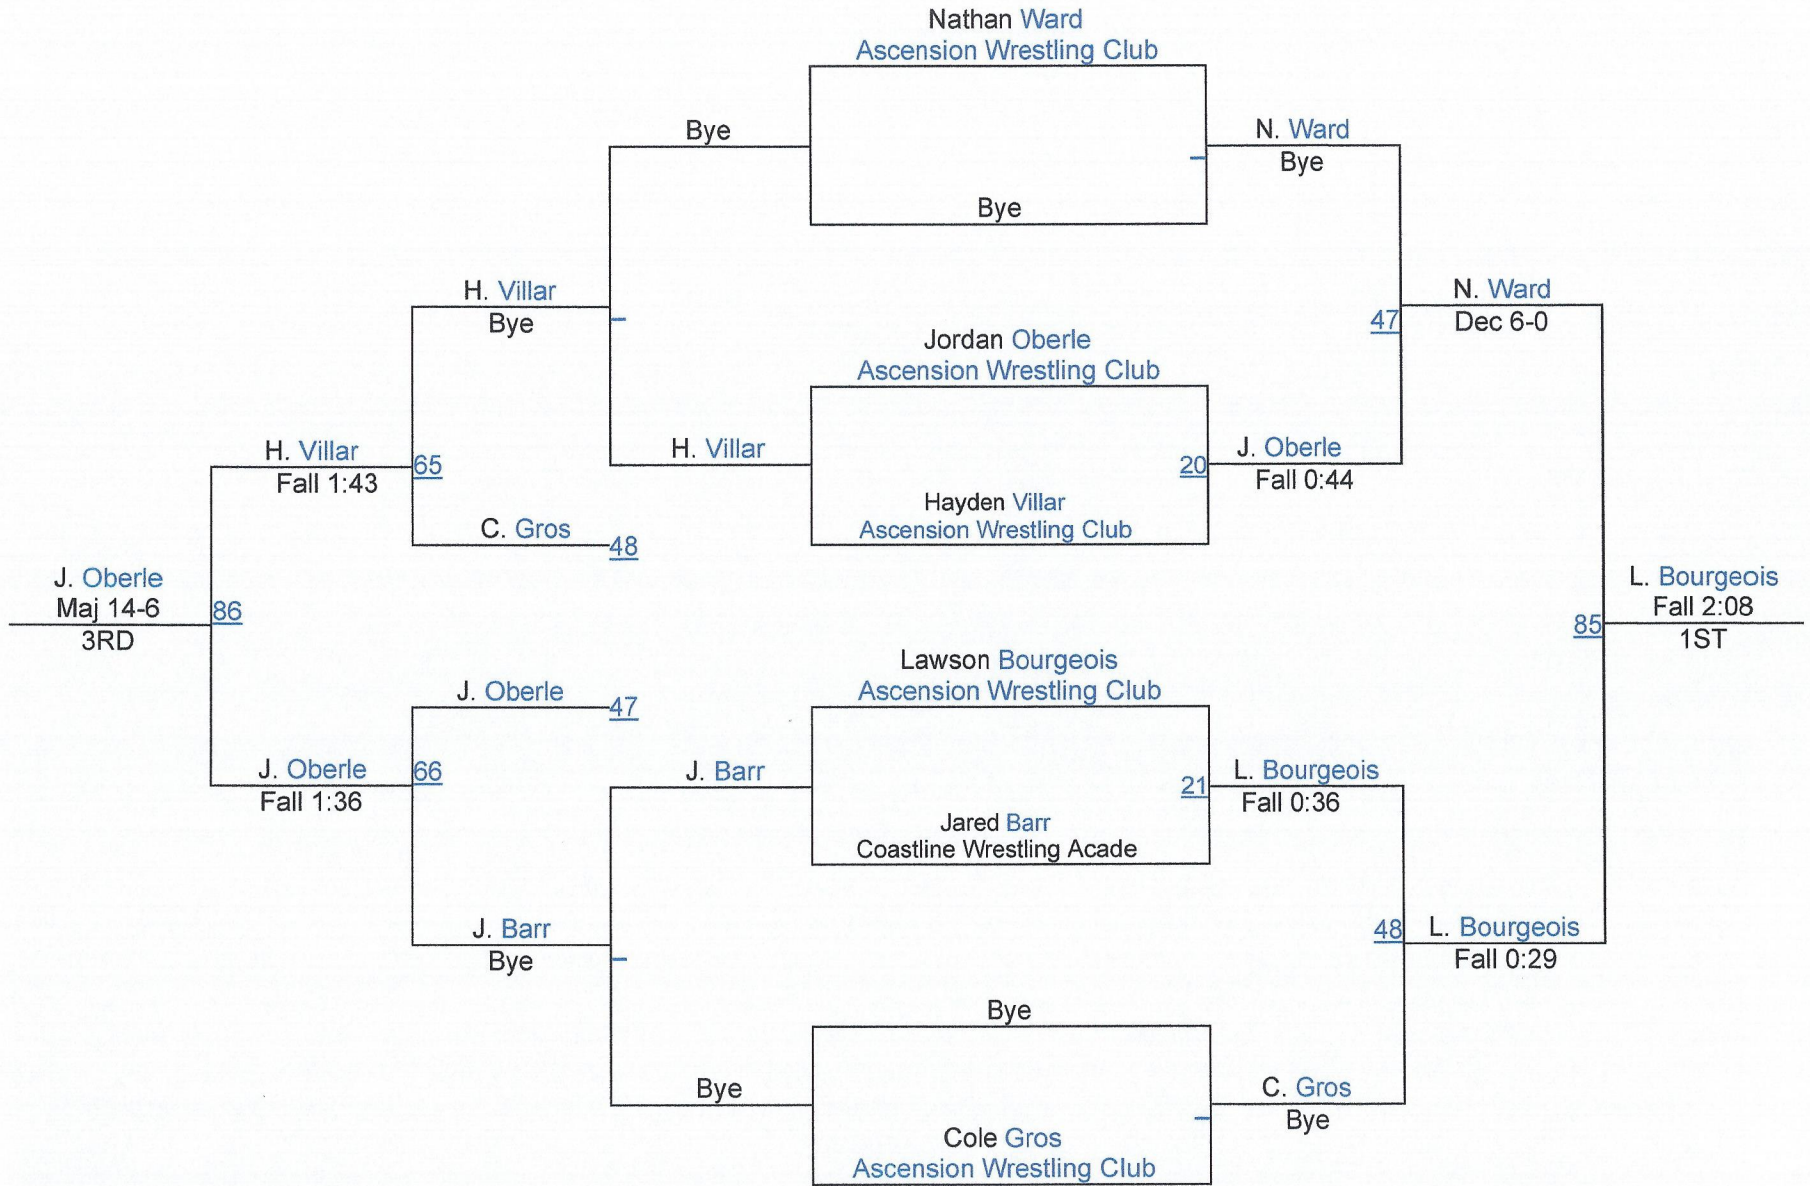 Nathan Ward
Ascension Wrestling Club
Bye
N. Ward
Bye
Bye
H. Villar
Bye
N. Ward
Dec 6-0
47
Jordan Oberle
Ascension Wrestling Club
H. Villar
Fall 1:43
65
H. Villar
20
J. Oberle
Fall 0:44
Hayden Villar
Ascension Wrestling Club
C. Gros
48
J. Oberle
Maj 14-6
3RD
86
L. Bourgeois
Fall 2:08
1ST
85
Lawson Bourgeois
Ascension Wrestling Club
J. Oberle
47
J. Oberle
Fall 1:36
66
J. Barr
21
L. Bourgeois
Fall 0:36
Jared Barr
Coastline Wrestling Acade
J. Barr
Bye
48
L. Bourgeois
Fall 0:29
Bye
Bye
C. Gros
Bye
Cole Gros
Ascension Wrestling Club